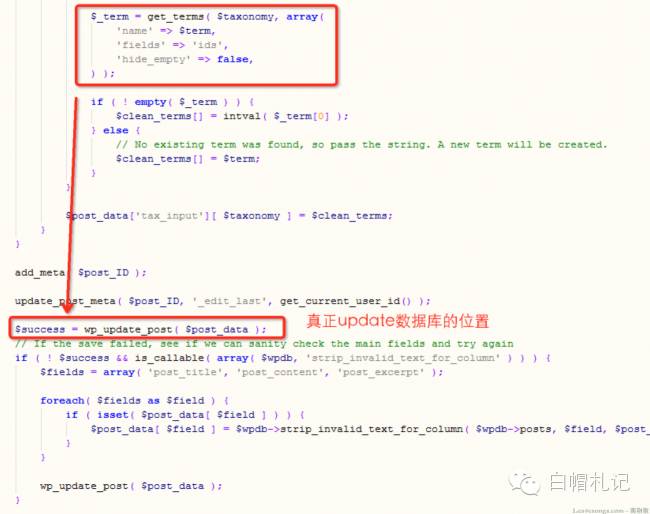 $_term = get_terms( $taxonomy, array(
'name' => $term,
'fields' => 'ids',
'hide_empty' => false,
) );
if ( ! empty( $_term ) ) {
$clean_terms[] = intval( $_term[0] );
} else {
// No existing term was found, so pass the string. A new term will be created.
$clean_terms[] = $term;
}
}
$post_data['tax_input'][ $taxonomy ] = $clean_terms;
}
}
add_meta( $post_ID );
update_post_meta( $post_ID, '_edit_last', get_current_user_id() );
$success = wp_update_post( $post_data ); 真正update数据库的位置
// If the save failed, see if we can sanity check the main fields and try again
if ( ! $success && is_callable( array( $wpdb, 'strip_invalid_text_for_column' ) ) ) {
$fields = array( 'post_title', 'post_content', 'post_excerpt' );
foreach( $fields as $field ) {
if ( isset( $post_data[ $field ] ) ) {
$post_data[ $field ] = $wpdb->strip_invalid_text_for_column( $wpdb->posts, $field, $post_
}
}
wp_update_post( $post_data );
}
白帽札记